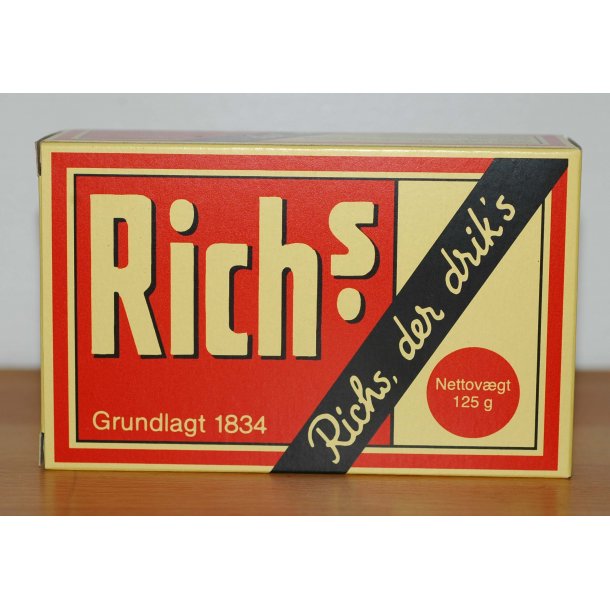 Richs.
Grundlagt 1834
Richs, der drik's
Nettovægt
125 g